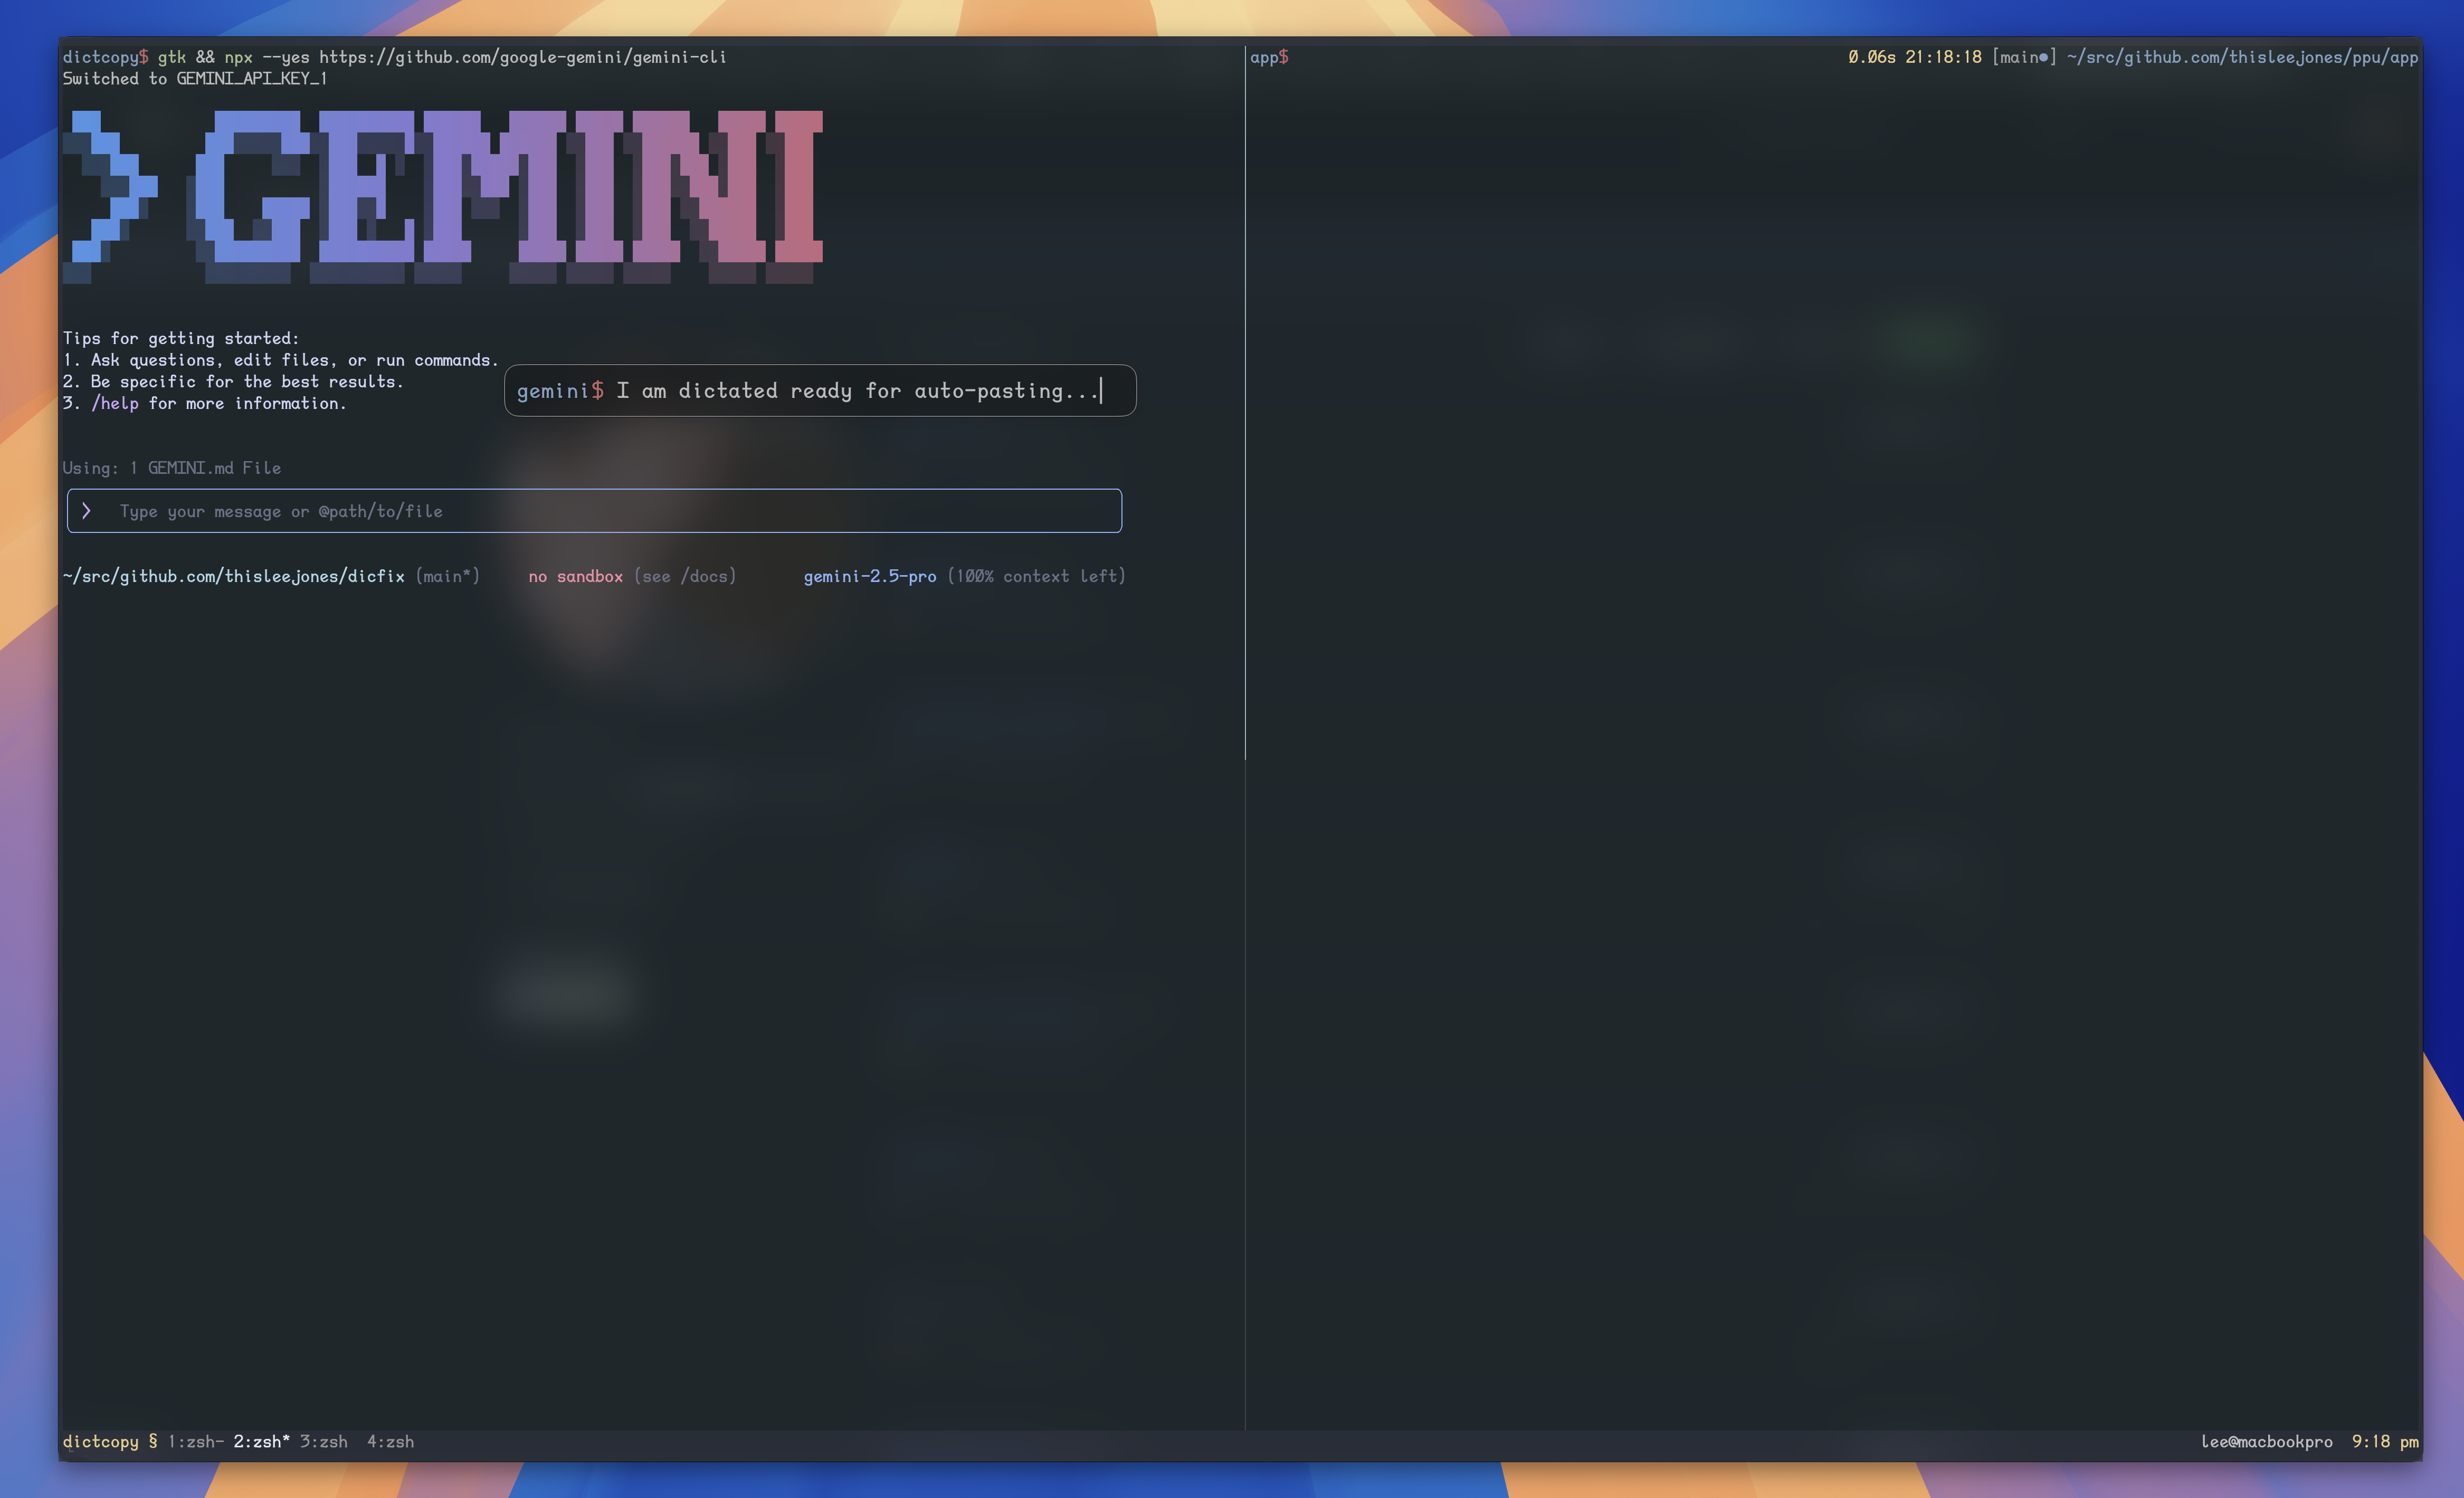 dictcopy$ gtk && npx --yes https://github.com/google-gemini/gemini-cli
Switched to GEMINI_API_KEY_1
> GEMINI
Tips for getting started:
1. Ask questions, edit files, or run commands.
2. Be specific for the best results.
3. /help for more information.
gemini$ I am dictated ready for auto-pasting...
Using: 1 GEMINI.md File
> Type your message or @path/to/file
~/src/github.com/thisleejones/dicfix (main*) no sandbox (see /docs) gemini-2.5-pro (100% context left)
app$ 0.06s 21:18:18 [main●] ~/src/github.com/thisleejones/ppu/app
dictcopy § 1:zsh- 2:zsh* 3:zsh 4:zsh lee@macbookpro 9:18 pm